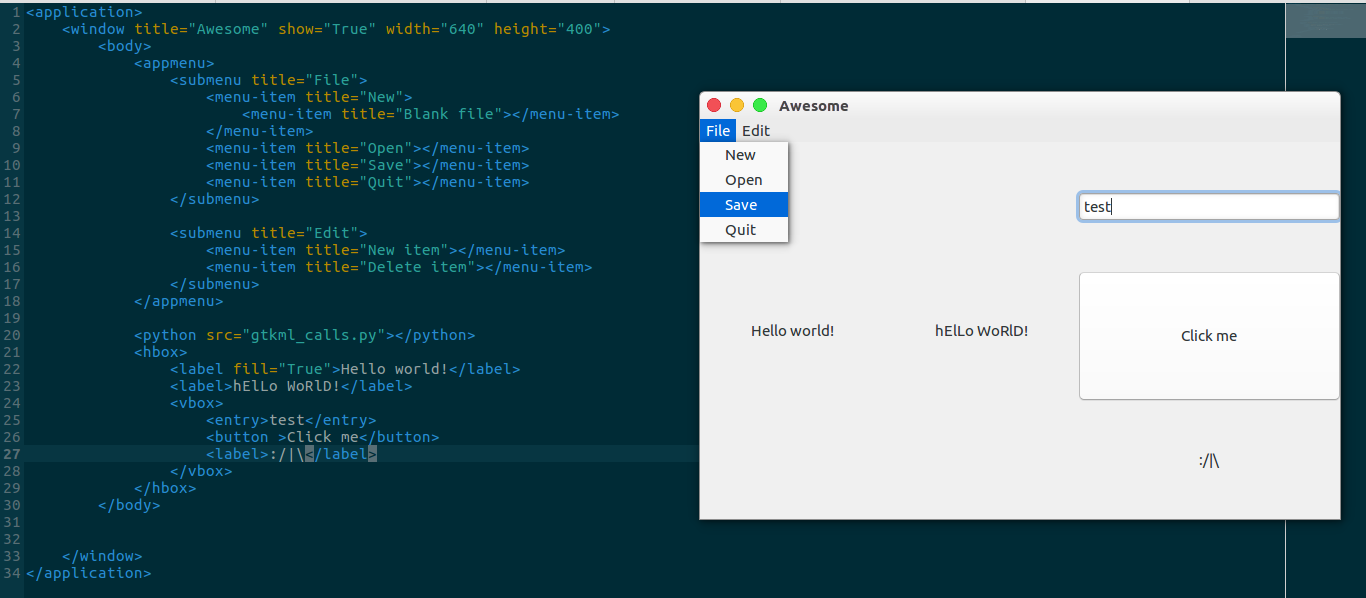 1 <application>
2 <window title="Awesome" show="True" width="640" height="400">
3 <body>
4 <appmenu>
5 <submenu title="File">
6 <menu-item title="New">
7 <menu-item title="Blank file"></menu-item>
8 </menu-item>
9 <menu-item title="Open"></menu-item>
10 <menu-item title="Save"></menu-item>
11 <menu-item title="Quit"></menu-item>
12 </submenu>
13
14 <submenu title="Edit">
15 <menu-item title="New item"></menu-item>
16 <menu-item title="Delete item"></menu-item>
17 </submenu>
18 </appmenu>
19
20 <python src="gtkml_calls.py"></python>
21 <hbox>
22 <label fill="True">Hello world!</label>
23 <label>hElLo WoRlD!</label>
24 <vbox>
25 <entry>test</entry>
26 <button >Click me</button>
27 <label>:/|\</label>
28 </vbox>
29 </hbox>
30 </body>
31
32
33 </window>
34 </application>
Awesome
File Edit
New
Open
Save
Quit
test
Hello world! hElLo WoRlD! Click me
:/|\